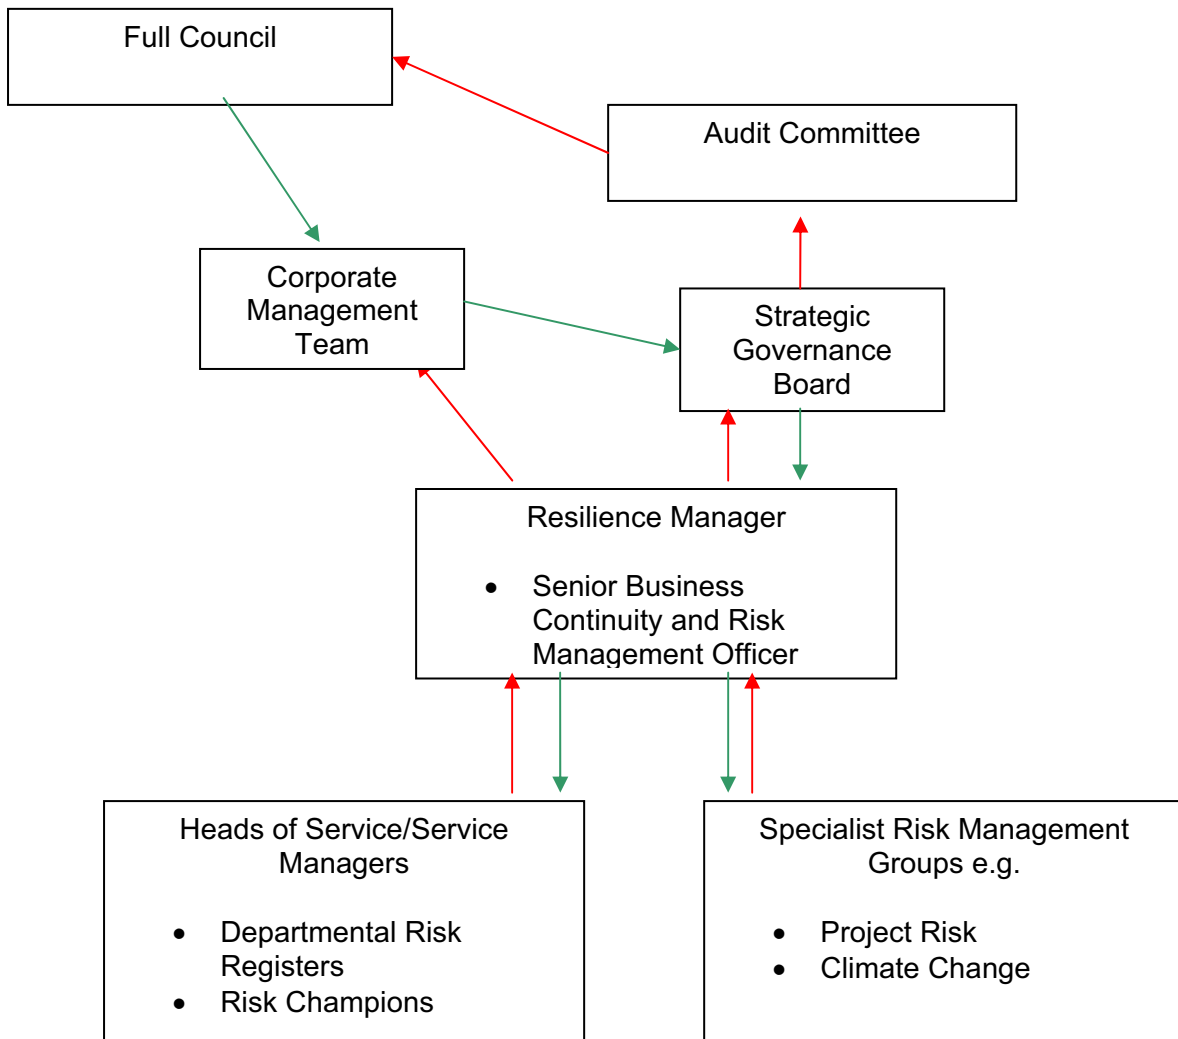 Full Council
Audit Committee
Corporate
Management
Team
Strategic
Governance
Board
Resilience Manager
• Senior Business
Continuity and Risk
Management Officer
Heads of Service/Service
Managers
• Departmental Risk
Registers
• Risk Champions
Specialist Risk Management
Groups e.g.
• Project Risk
• Climate Change